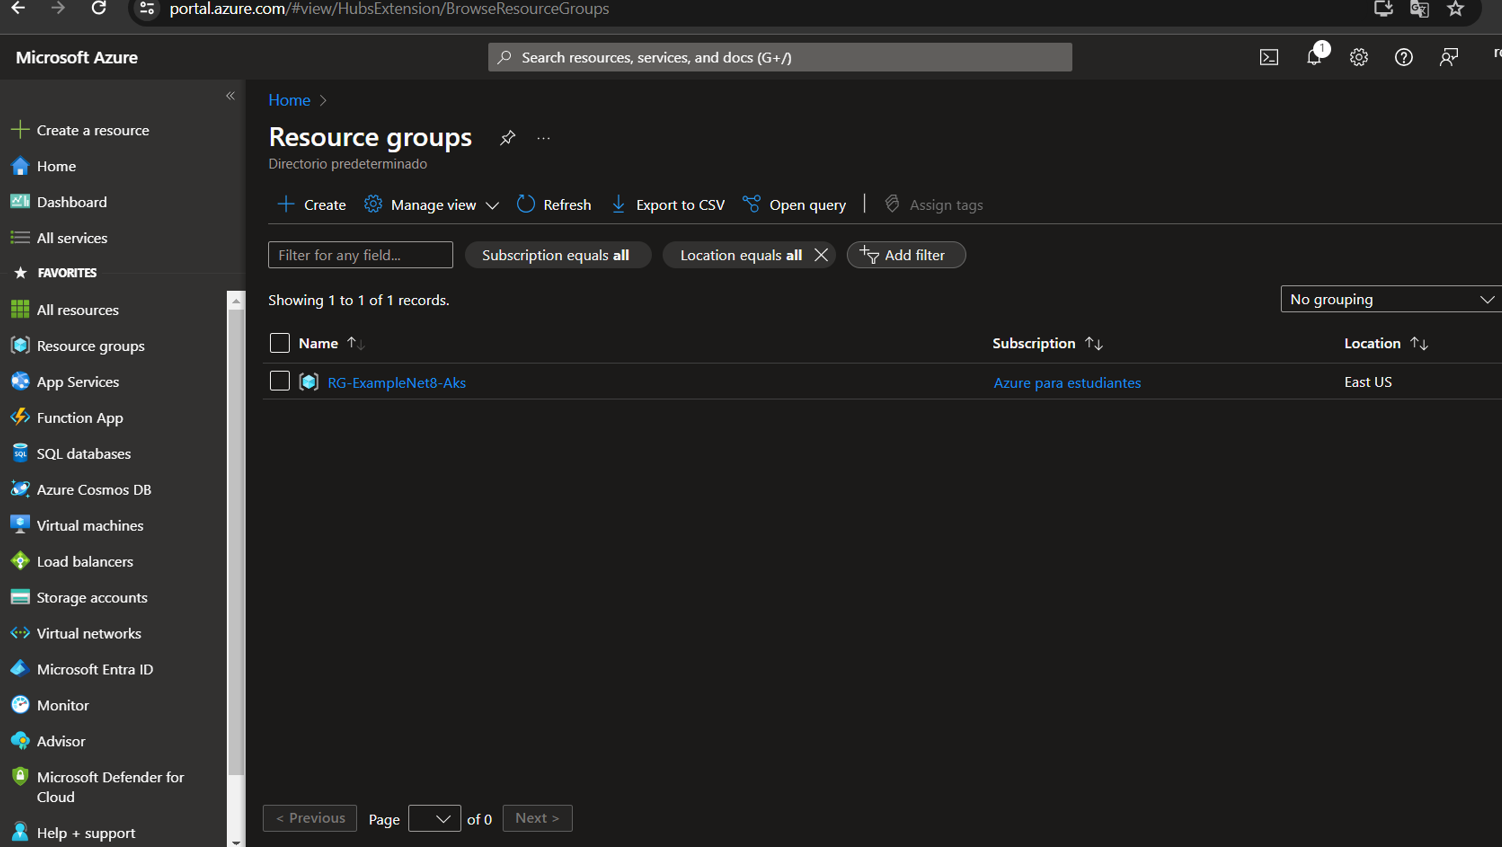 portal.azure.com/#view/HubsExtension/BrowseResourceGroups
Microsoft Azure
Search resources, services, and docs (G+/)
1
Create a resource
Home
Dashboard
All services
FAVORITES
All resources
Resource groups
App Services
Function App
SQL databases
Azure Cosmos DB
Virtual machines
Load balancers
Storage accounts
Virtual networks
Microsoft Entra ID
Monitor
Advisor
Microsoft Defender for
Cloud
Help + support
Home >
Resource groups ...
Directorio predeterminado
Create Manage view Refresh Export to CSV Open query Assign tags
Filter for any field... Subscription equals all Location equals all Add filter
Showing 1 to 1 of 1 records. No grouping
Name Subscription Location
RG-ExampleNet8-Aks Azure para estudiantes East US
< Previous Page of 0 Next >